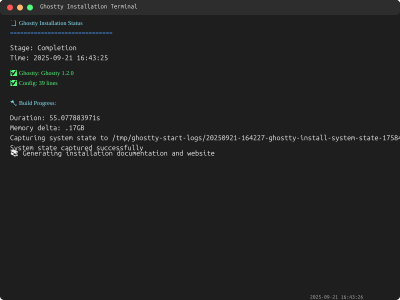 Ghostty Installation Terminal
Ghostty Installation Status
==============================
Stage: Completion
Time: 2025-09-21 16:43:25
✅ Ghostty: Ghostty 1.2.0
✅ Config: 39 lines
🔨 Build Progress:
Duration: 55.077883971s
Memory delta: .17GB
Capturing system state to /tmp/ghostty-start-logs/20250921-164227-ghostty-install-system-state-1758
System state captured successfully
📚 Generating installation documentation and website
2025-09-21 16:43:26